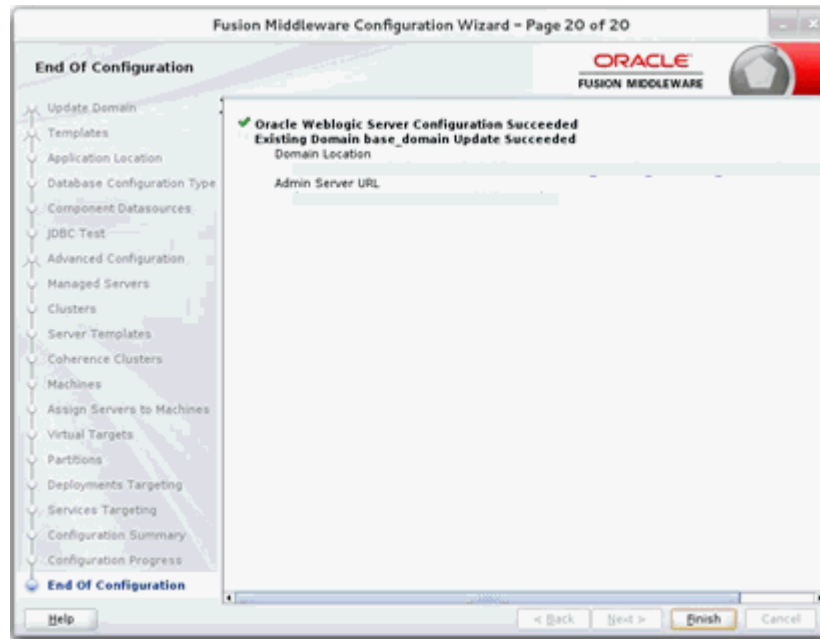 Fusion Middleware Configuration Wizard - Page 20 of 20
End Of Configuration
ORACLE
FUSION MIDDLEWARE
Update Domain
Templates
Application Location
Database Configuration Type
Component Datasources
JDBC Test
Advanced Configuration
Managed Servers
Clusters
Server Templates
Coherence Clusters
Machines
Assign Servers to Machines
Virtual Targets
Partitions
Deployments Targeting
Services Targeting
Configuration Summary
Configuration Progress
End Of Configuration
Oracle Weblogic Server Configuration Succeeded
Existing Domain base_domain Update Succeeded
Domain Location
Admin Server URL
Help
< Back
Next >
Finish
Cancel